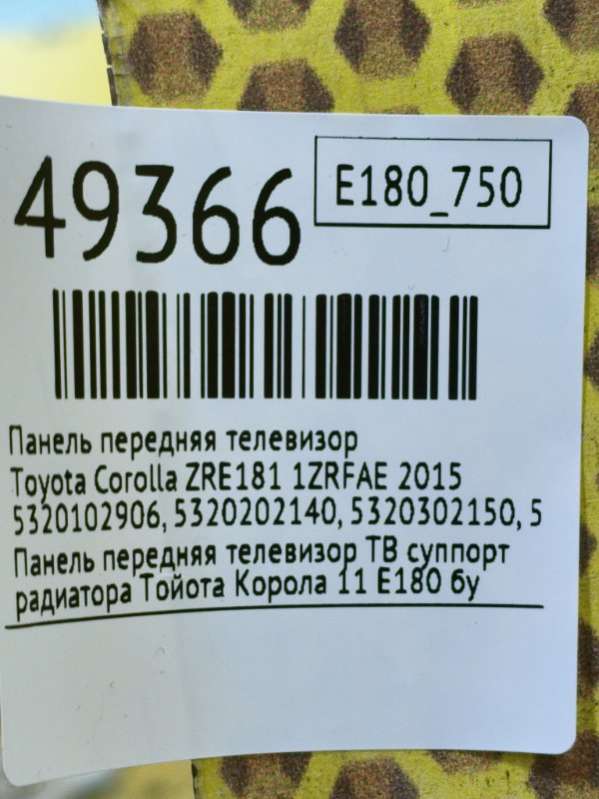 49366
E180_750
Панель передняя телевизор
Toyota Corolla ZRE181 1ZRFAE 2015
5320102906, 5320202140, 5320302150, 5
Панель передняя телевизор ТВ суппорт
радиатора Тойота Корола 11 Е180 бу